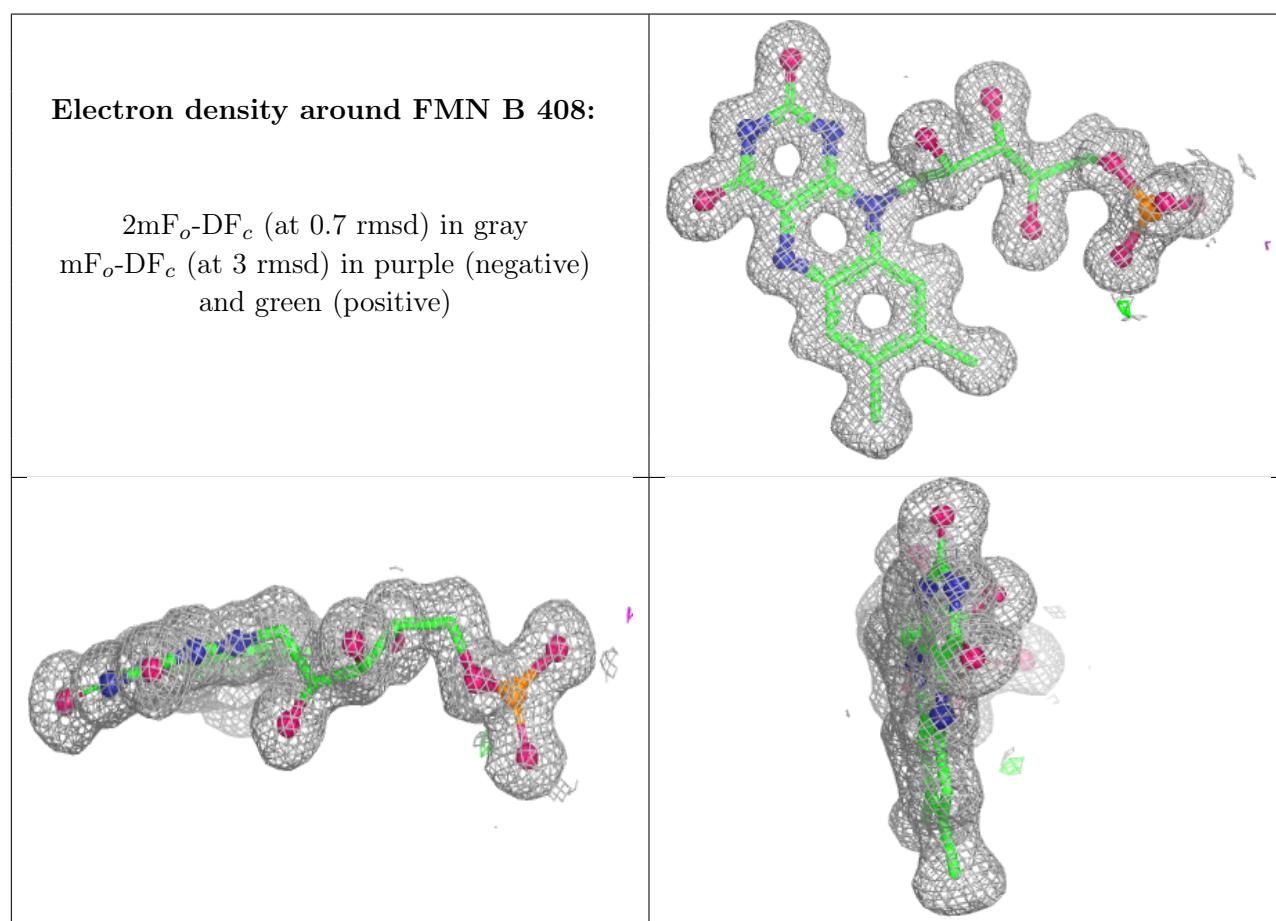 Electron density around FMN B 408:
2mFo-DFc (at 0.7 rmsd) in gray
mFo-DFc (at 3 rmsd) in purple (negative)
and green (positive)